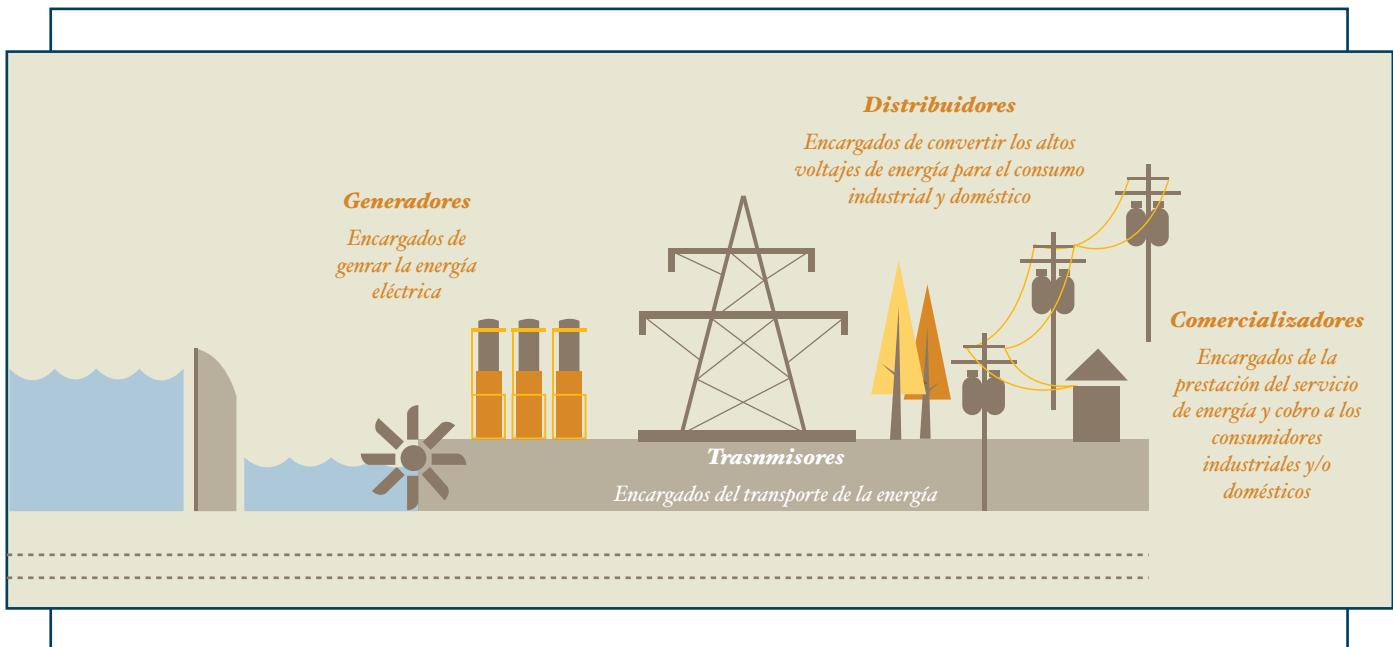 Generadores
Encargados de
genrar la energía
eléctrica
Trasnmisores
Encargados del transporte de la energía
Distribuidores
Encargados de convertir los altos
voltajes de energía para el consumo
industrial y doméstico
Comercializadores
Encargados de la
prestación del servicio
de energía y cobro a los
consumidores
industriales y/o
domésticos